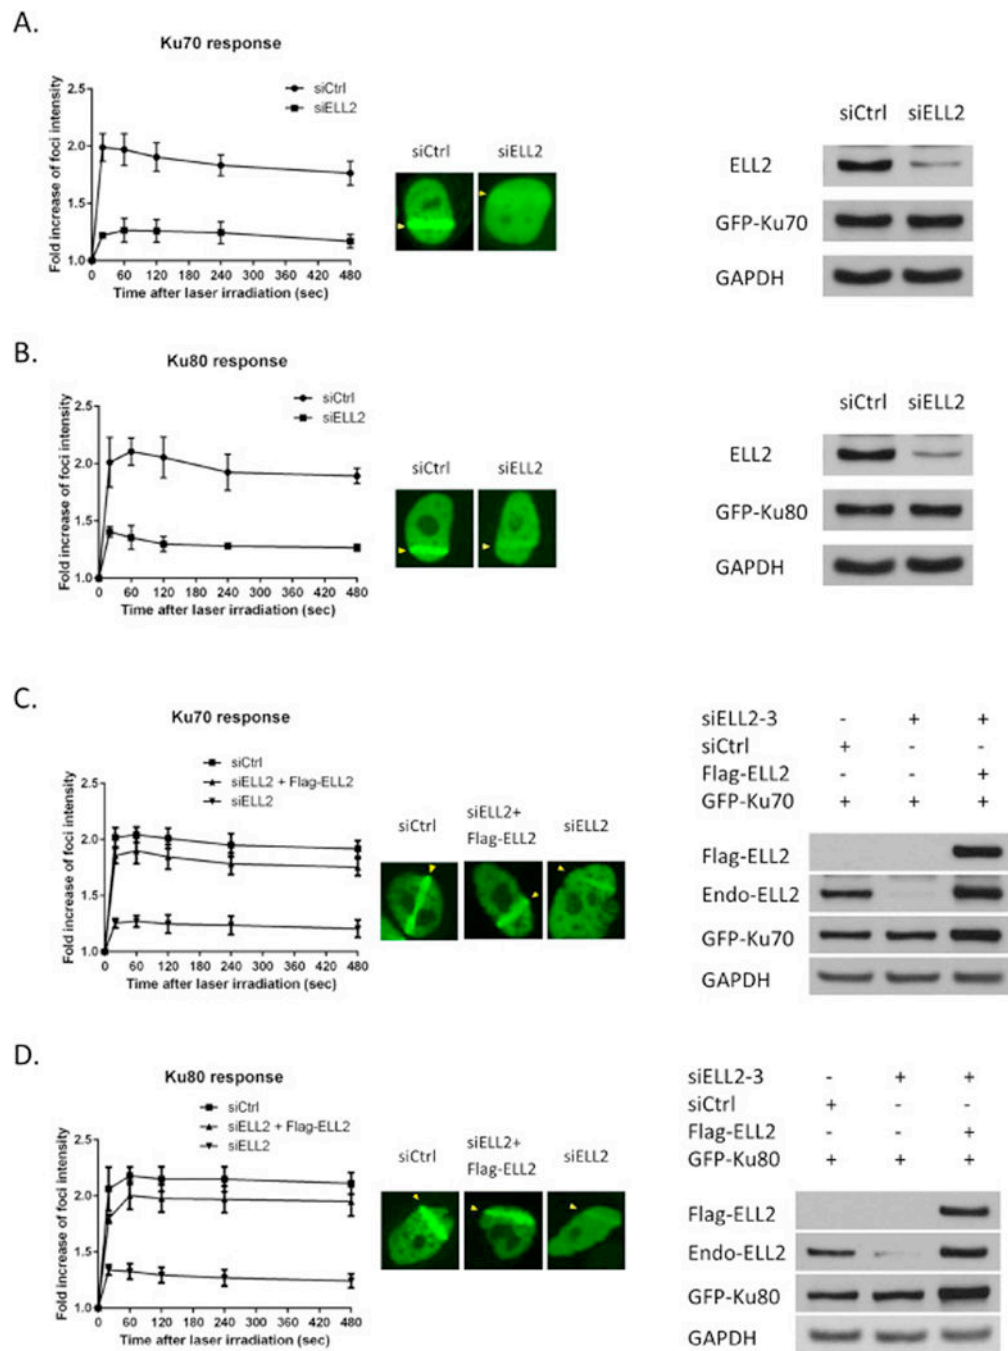 A.
Ku70 response
siCtrl
siELL2
Fold increase of foci intensity
2.5
2.0
1.5
1.0
0 60 120 180 240 300 360 420 480
Time after laser irradiation (sec)
siCtrl siELL2
siCtrl siELL2
ELL2
GFP-Ku70
GAPDH
B.
Ku80 response
siCtrl
siELL2
Fold increase of foci intensity
2.5
2.0
1.5
1.0
0 60 120 180 240 300 360 420 480
Time after laser irradiation (sec)
siCtrl siELL2
siCtrl siELL2
ELL2
GFP-Ku80
GAPDH
C.
Ku70 response
siCtrl
siELL2 + Flag-ELL2
siELL2
Fold increase of foci intensity
2.5
2.0
1.5
1.0
0 60 120 180 240 300 360 420 480
Time after laser irradiation (sec)
siCtrl siELL2+ siELL2
Flag-ELL2
siELL2-3 - + +
siCtrl + - -
Flag-ELL2 - - +
GFP-Ku70 + + +
Flag-ELL2
Endo-ELL2
GFP-Ku70
GAPDH
D.
Ku80 response
siCtrl
siELL2 + Flag-ELL2
siELL2
Fold increase of foci intensity
2.5
2.0
1.5
1.0
0 60 120 180 240 300 360 420 480
Time after laser irradiation (sec)
siCtrl siELL2+ siELL2
Flag-ELL2
siELL2-3 - + +
siCtrl + - -
Flag-ELL2 - - +
GFP-Ku80 + + +
Flag-ELL2
Endo-ELL2
GFP-Ku80
GAPDH